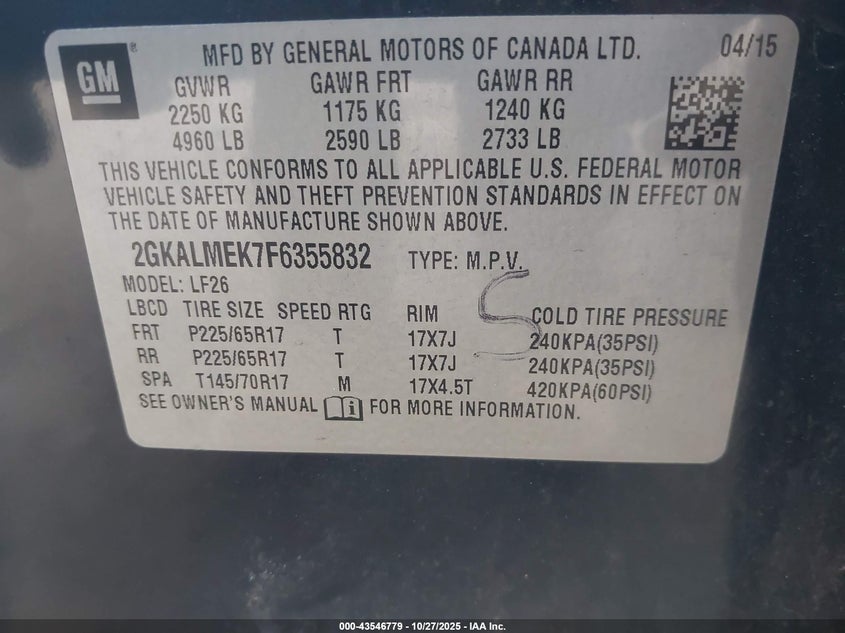 GM ® MFD BY GENERAL MOTORS OF CANADA LTD. 04/15
GVWR GAWR FRT GAWR RR
2250 KG 1175 KG 1240 KG
4960 LB 2590 LB 2733 LB
THIS VEHICLE CONFORMS TO ALL APPLICABLE U.S. FEDERAL MOTOR
VEHICLE SAFETY AND THEFT PREVENTION STANDARDS IN EFFECT ON
THE DATE OF MANUFACTURE SHOWN ABOVE.
2GKALMEK7F6355832 TYPE: M.P.V.
MODEL: LF26
LBCD TIRE SIZE SPEED RTG RIM COLD TIRE PRESSURE
FRT P225/65R17 T 17X7J 240KPA(35PSI)
RR P225/65R17 T 17X7J 240KPA(35PSI)
SPA T145/70R17 M 17X4.5T 420KPA(60PSI)
SEE OWNER'S MANUAL i FOR MORE INFORMATION.
5
000-43546779 - 10/27/2025 - IAA Inc.